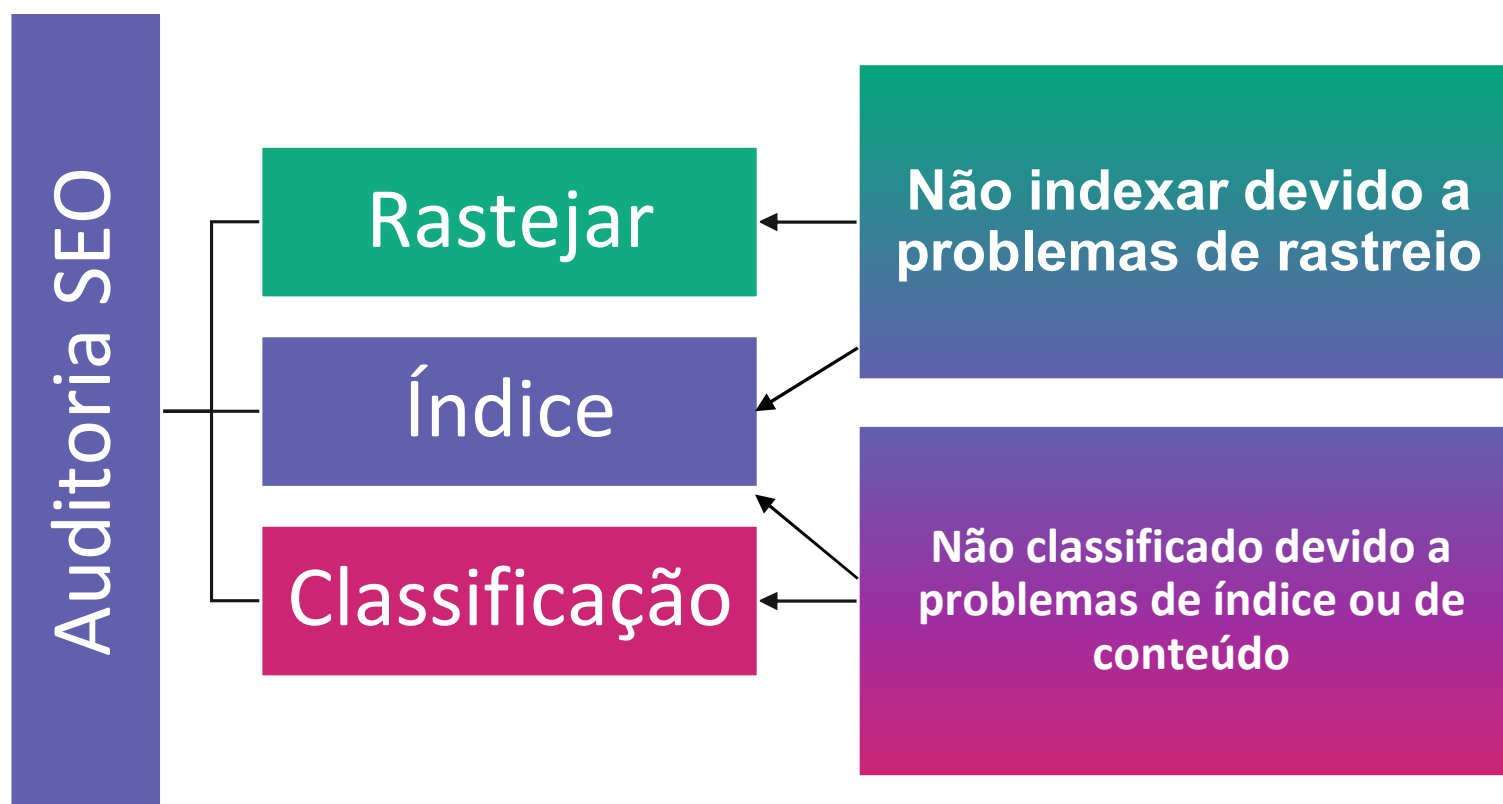 Auditoria SEO
Rastejar
Índice
Classificação
Não indexar devido a
problemas de rastreio
Não classificado devido a
problemas de índice ou de
conteúdo